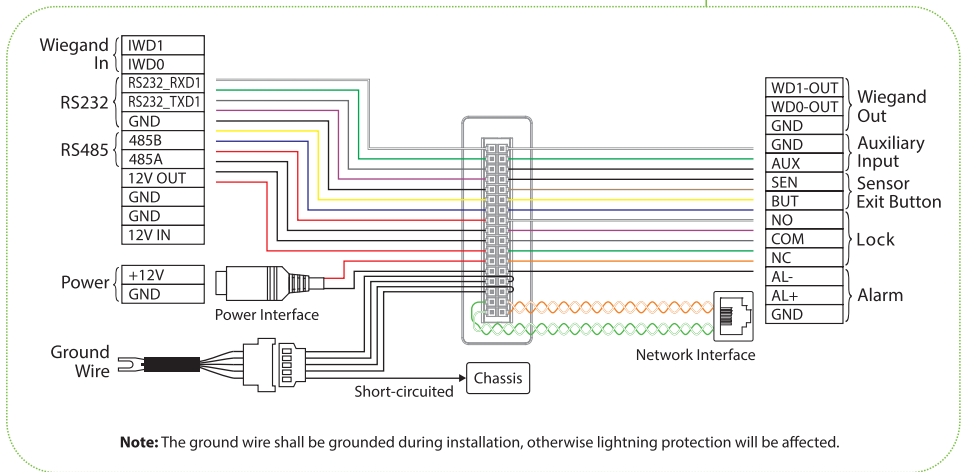 Wiegand
In
IWD1
IWD0
RS232
RS232_RXD1
RS232_TXD1
GND
RS485
485B
485A
12V OUT
GND
GND
12V IN
Power
+12V
GND
Power Interface
Ground
Wire
Short-circuited
Chassis
WD1-OUT
WD0-OUT
GND
Wiegand
Out
GND
AUX
Auxiliary
Input
SEN
BUT
Sensor
Exit Button
NO
COM
NC
Lock
AL-
AL+
GND
Alarm
Network Interface
Note: The ground wire shall be grounded during installation, otherwise lightning protection will be affected.